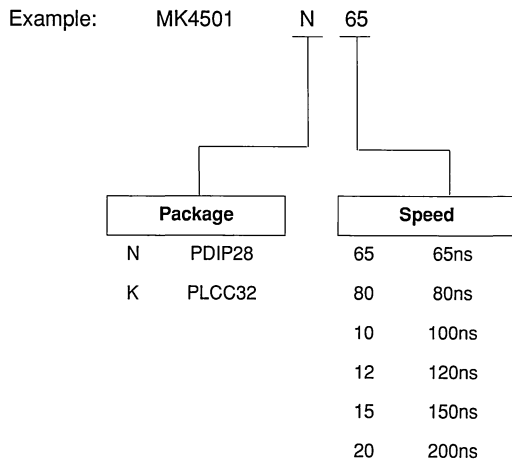 Example: MK4501 N 65
Package Speed
N PDIP28 65 65ns
K PLCC32 80 80ns
10 100ns
12 120ns
15 150ns
20 200ns